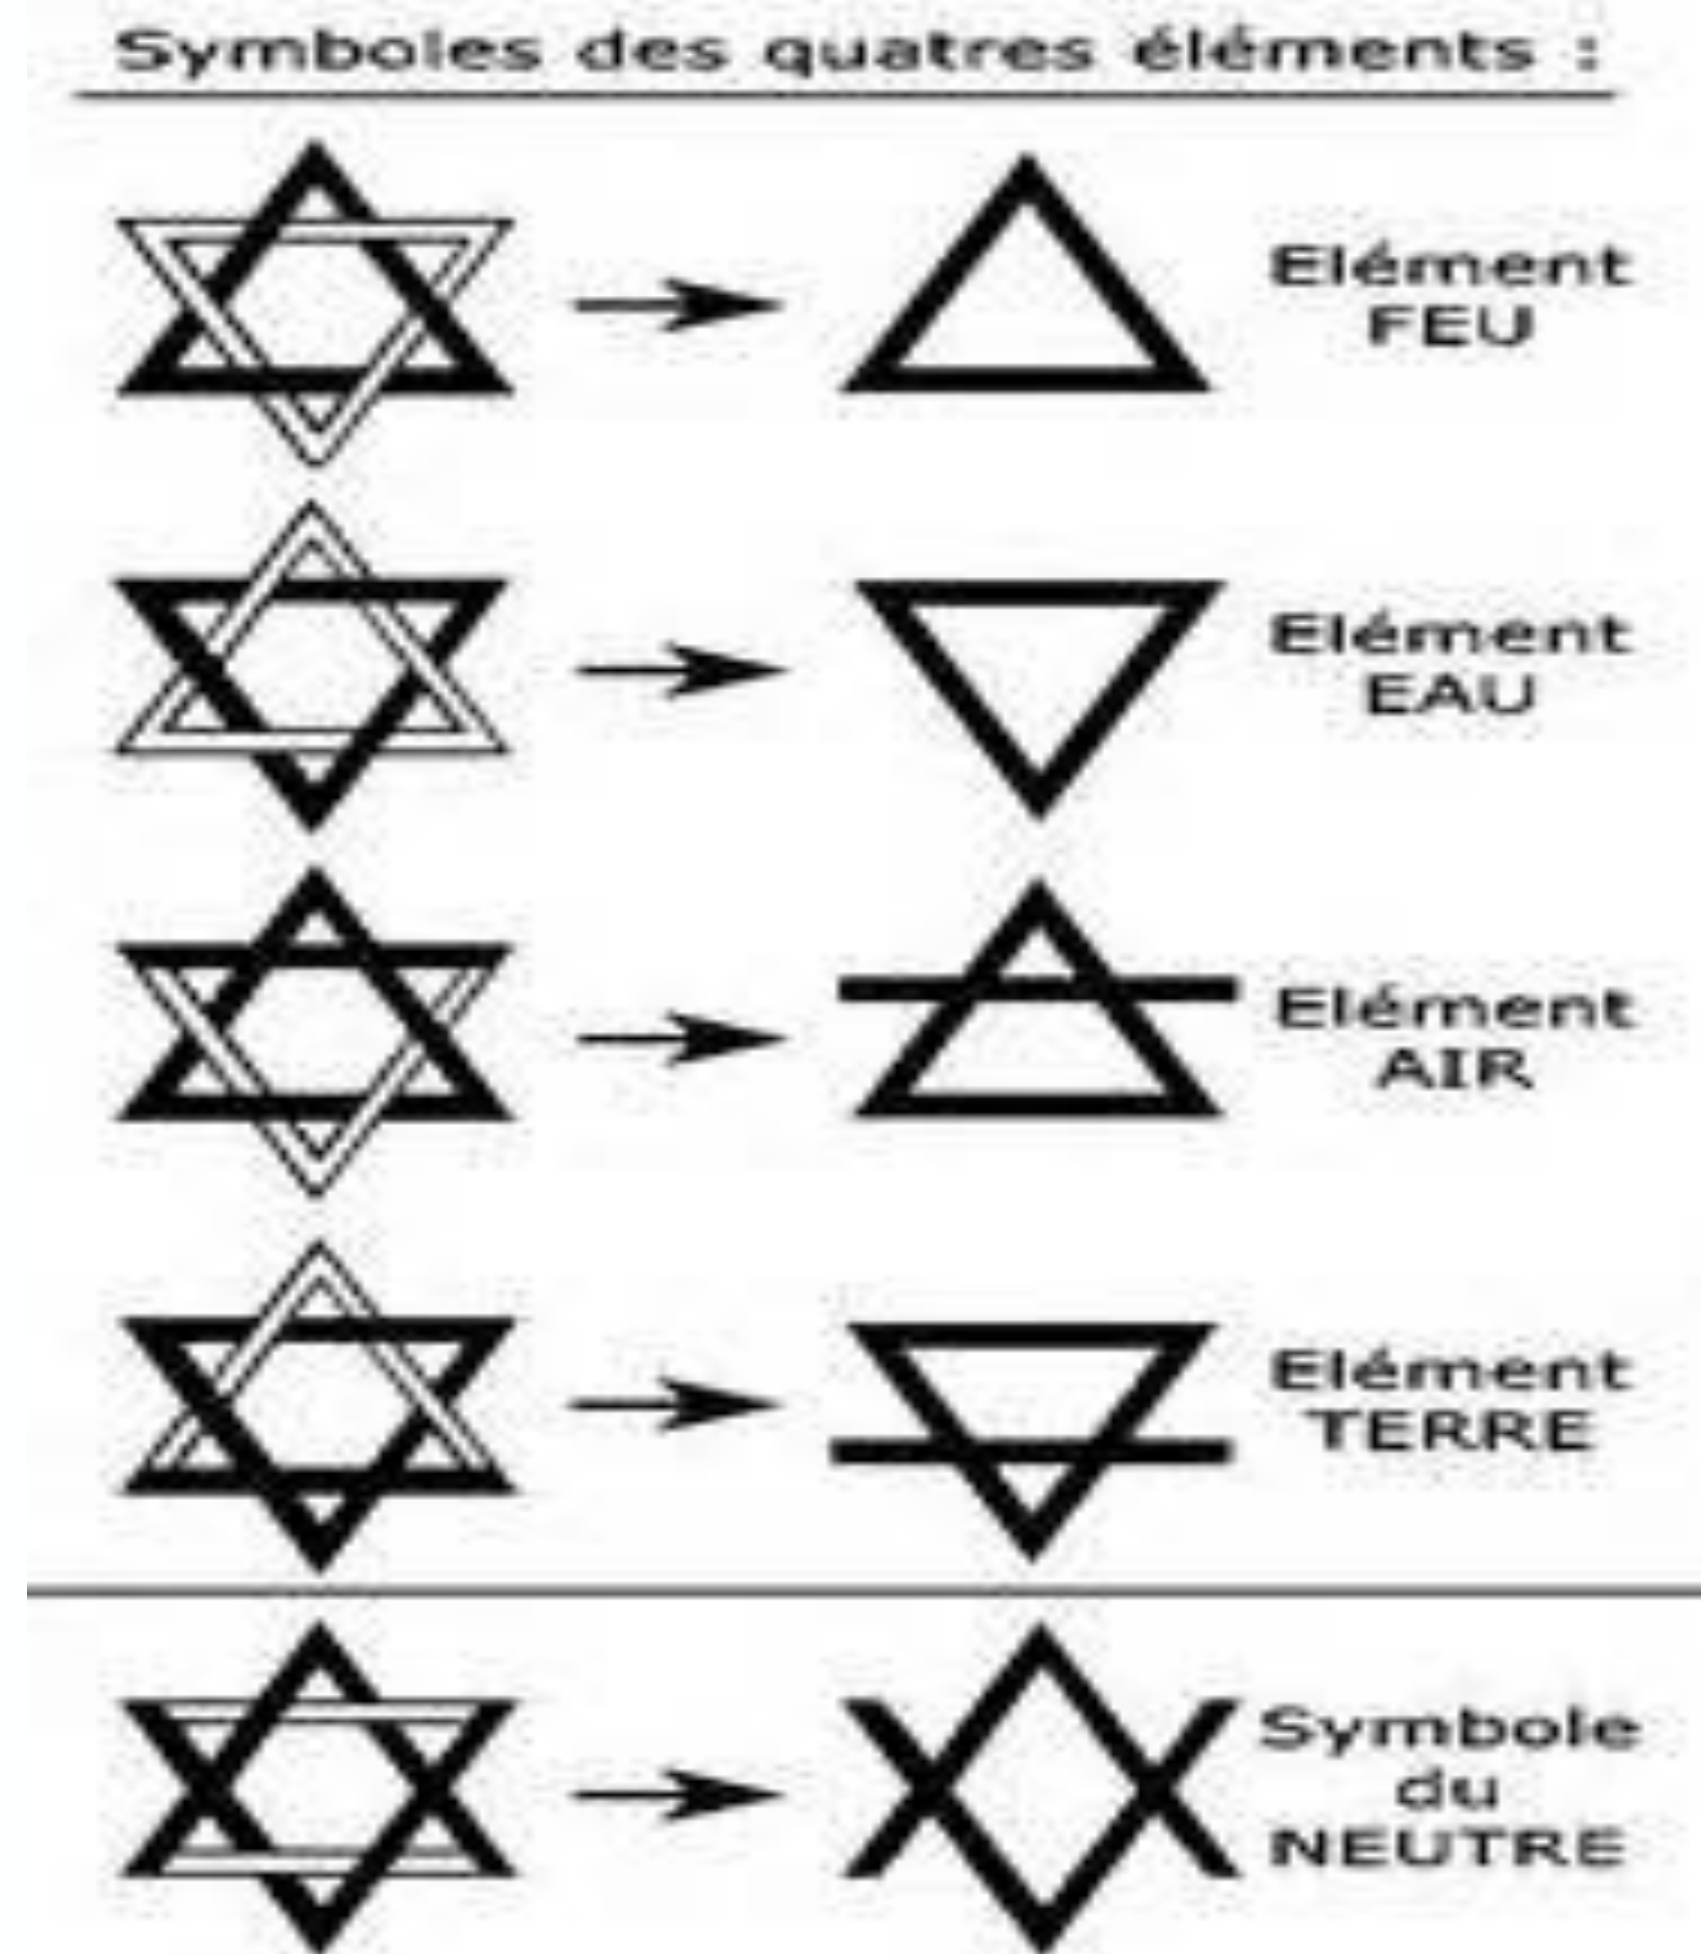 Symboles des quatres éléments :
Elément
FEU
Elément
EAU
Elément
AIR
Elément
TERRE
Symbole
du
NEUTRE